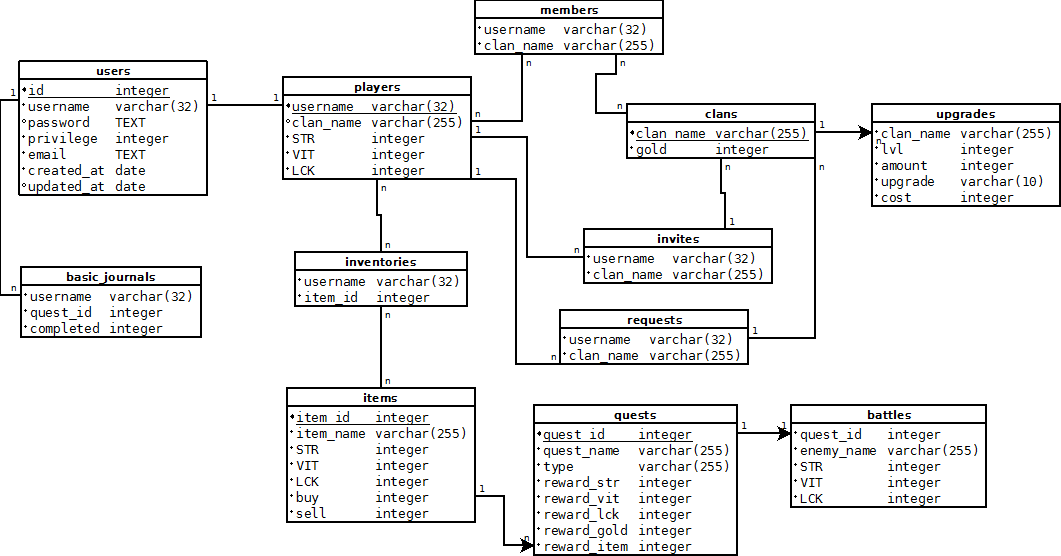 members
username varchar(32)
clan_name varchar(255)
n n
users
id integer
username varchar(32)
password TEXT
privilege integer
email TEXT
created_at date
updated_at date
1
1 1
players
username varchar(32)
clan_name varchar(255)
STR integer
VIT integer
LCK integer
n
1
1
n
n
clans
clan_name varchar(255)
gold integer
1
n
n
upgrades
clan_name varchar(255)
lvl integer
amount integer
upgrade varchar(10)
cost integer
n
1
invites
username varchar(32)
clan_name varchar(255)
n
n
inventories
username varchar(32)
item_id integer
n
n
basic_journals
username varchar(32)
quest_id integer
completed integer
n
requests
username varchar(32)
clan_name varchar(255)
1
n
n
items
item_id integer
item_name varchar(255)
STR integer
VIT integer
LCK integer
buy integer
sell integer
1
quests
quest_id integer
quest_name varchar(255)
type varchar(255)
reward_str integer
reward_vit integer
reward_lck integer
reward_gold integer
reward_item integer
n
1 1
battles
quest_id integer
enemy_name varchar(255)
STR integer
VIT integer
LCK integer